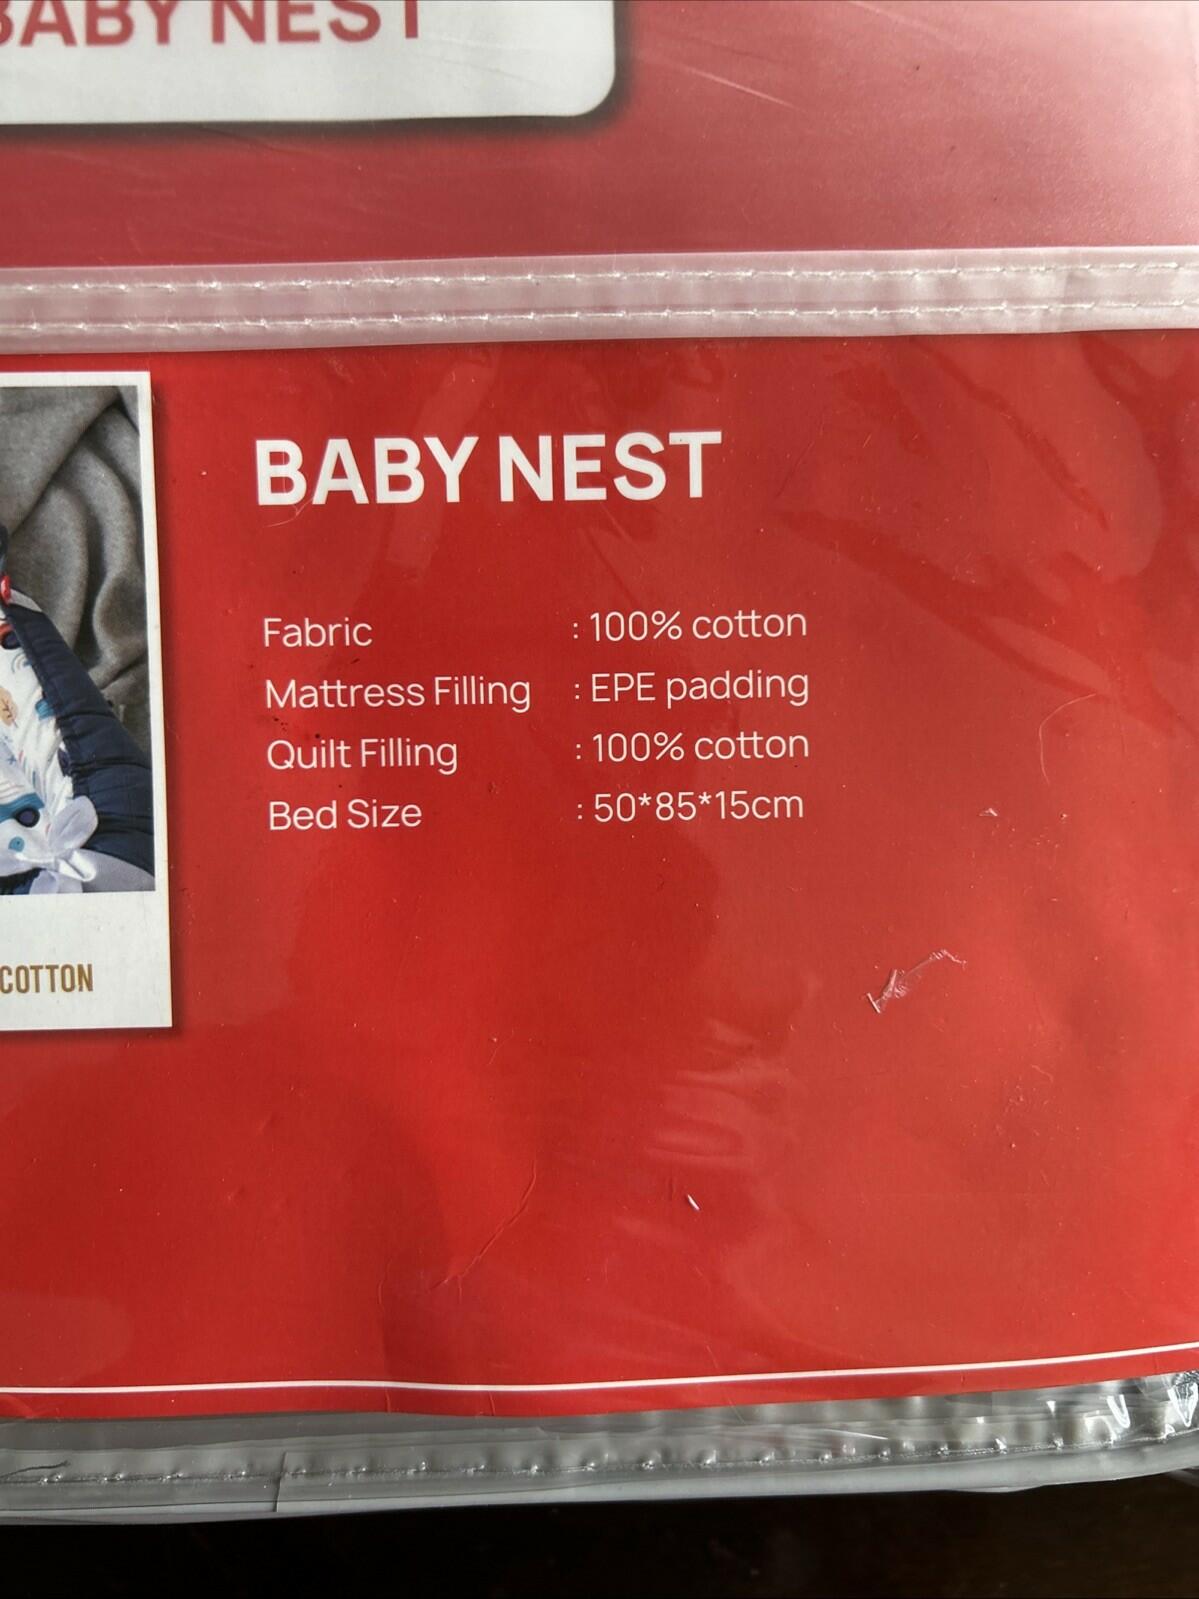 BABY NEST
BABY NEST
Fabric : 100% cotton
Mattress Filling : EPE padding
Quilt Filling : 100% cotton
Bed Size : 50*85*15cm
COTTON